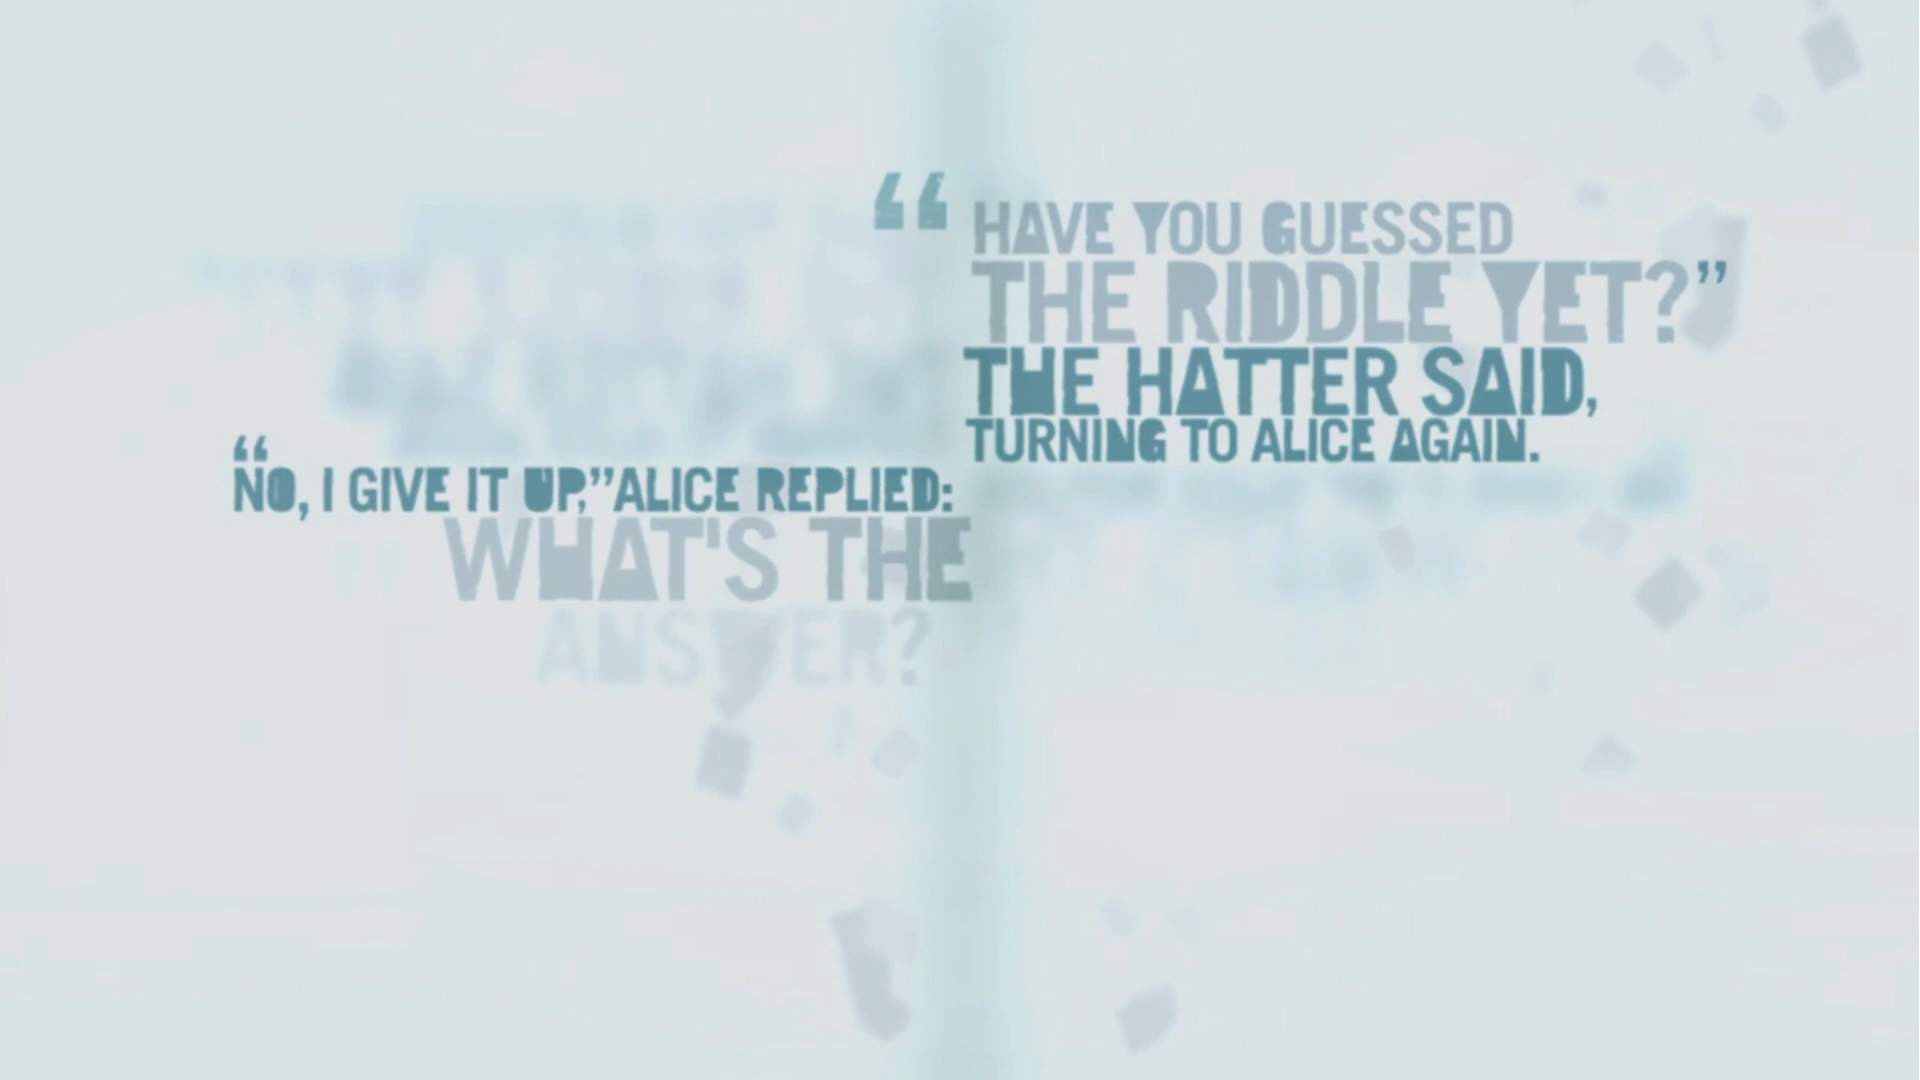 “HAVE YOU GUESSED
THE RIDDLE YET?”
THE HATTER SAID,
TURNING TO ALICE AGAIN.
“NO, I GIVE IT UP,”ALICE REPLIED:
WHAT'S THE
ANSWER?